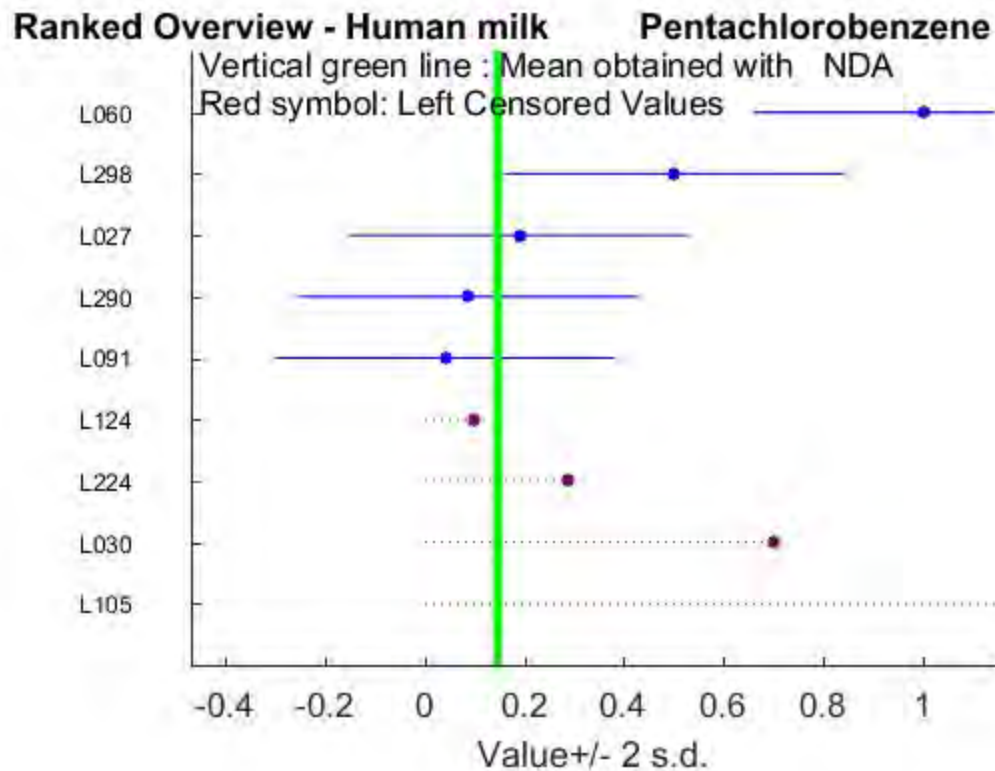 Ranked Overview - Human milk Pentachlorobenzene
Vertical green line : Mean obtained with NDA
Red symbol: Left Censored Values
L060
L298
L027
L290
L091
L124
L224
L030
L105
-0.4 -0.2 0 0.2 0.4 0.6 0.8 1
Value+/- 2 s.d.